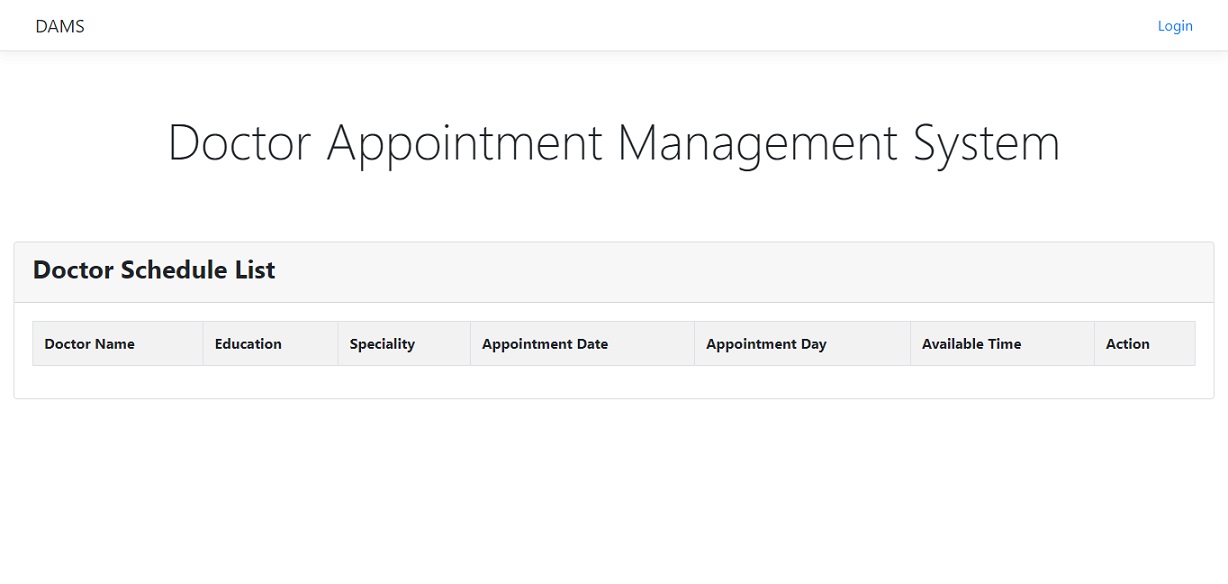 DAMS Login
Doctor Appointment Management System
Doctor Schedule List
Doctor Name Education Speciality Appointment Date Appointment Day Available Time Action